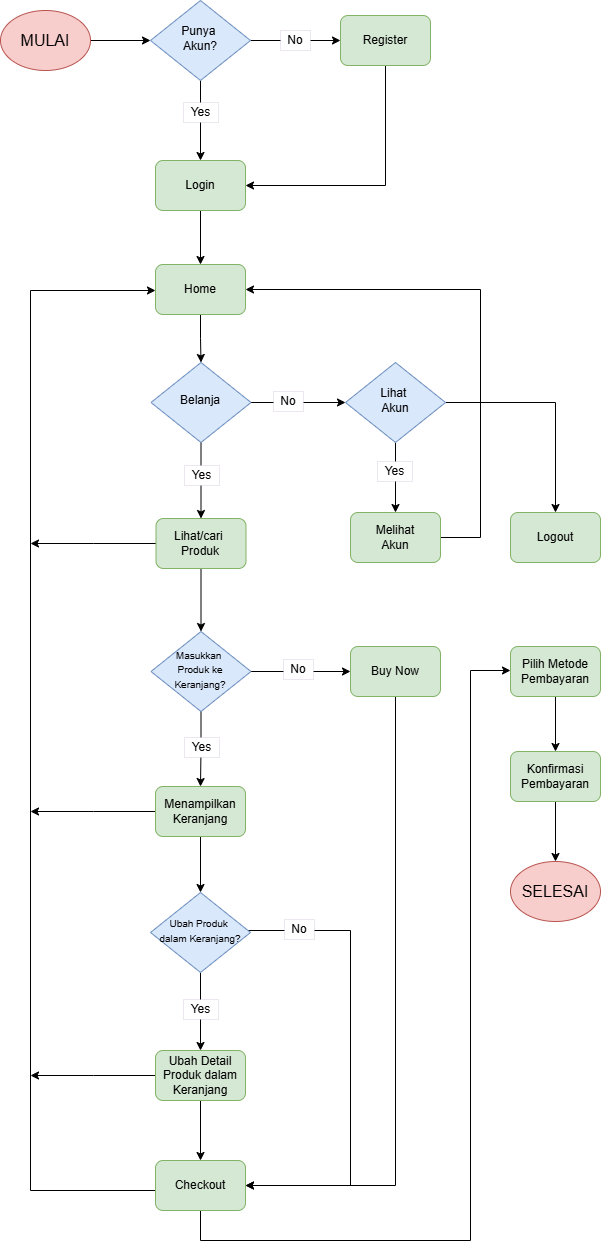 MULAI
Punya
Akun?
No
Register
Yes
Login
Home
Belanja
No
Lihat
Akun
Yes
Yes
Lihat/cari
Produk
Melihat
Akun
Logout
Masukkan
Produk ke
Keranjang?
No
Buy Now
Pilih Metode
Pembayaran
Yes
Konfirmasi
Pembayaran
Menampilkan
Keranjang
SELESAI
Ubah Produk
dalam Keranjang?
No
Yes
Ubah Detail
Produk dalam
Keranjang
Checkout